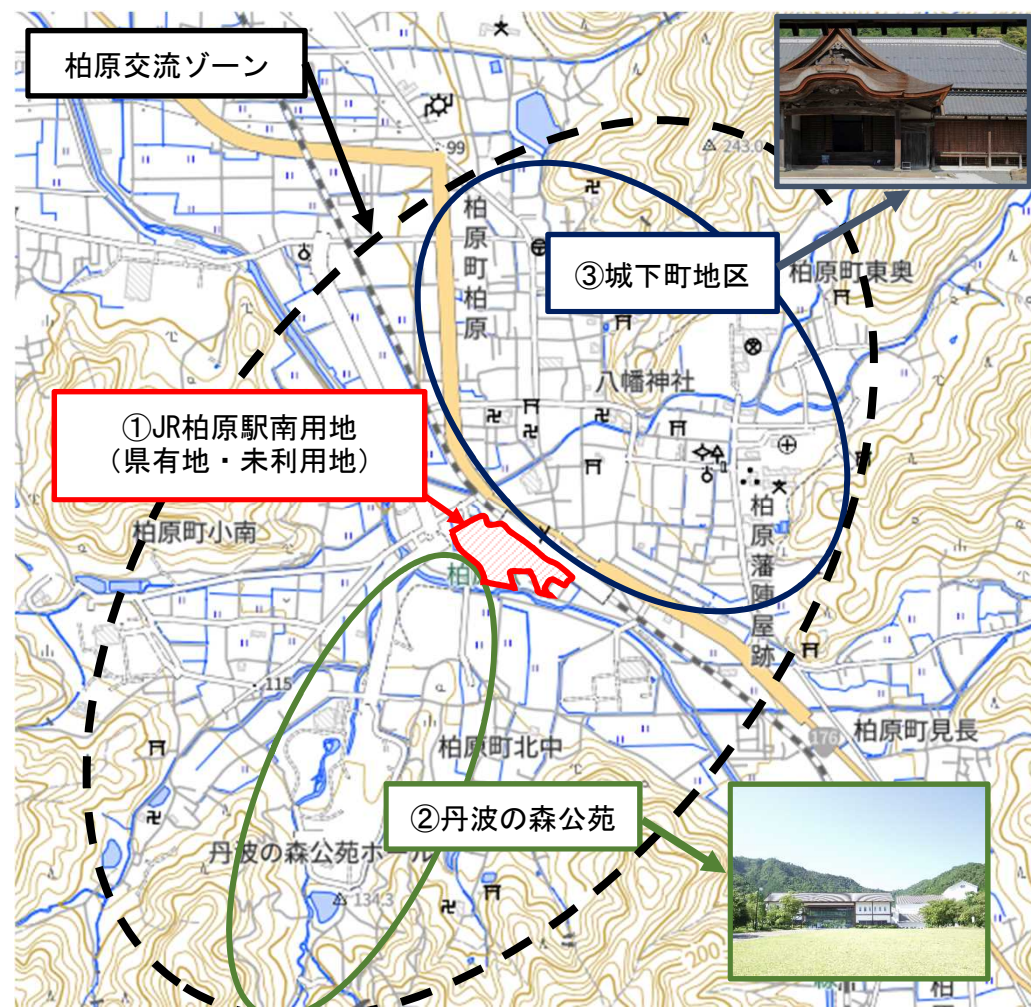 柏原交流ゾーン
99
243.0
柏原町柏原
③城下町地区
柏原町東奥
八幡神社
①JR柏原駅南用地
(県有地・未利用地)
柏原町小南
柏原藩陣屋跡
115
柏原町北中
176
柏原町見長
②丹波の森公苑
丹波の森公苑ホール
134.3
200